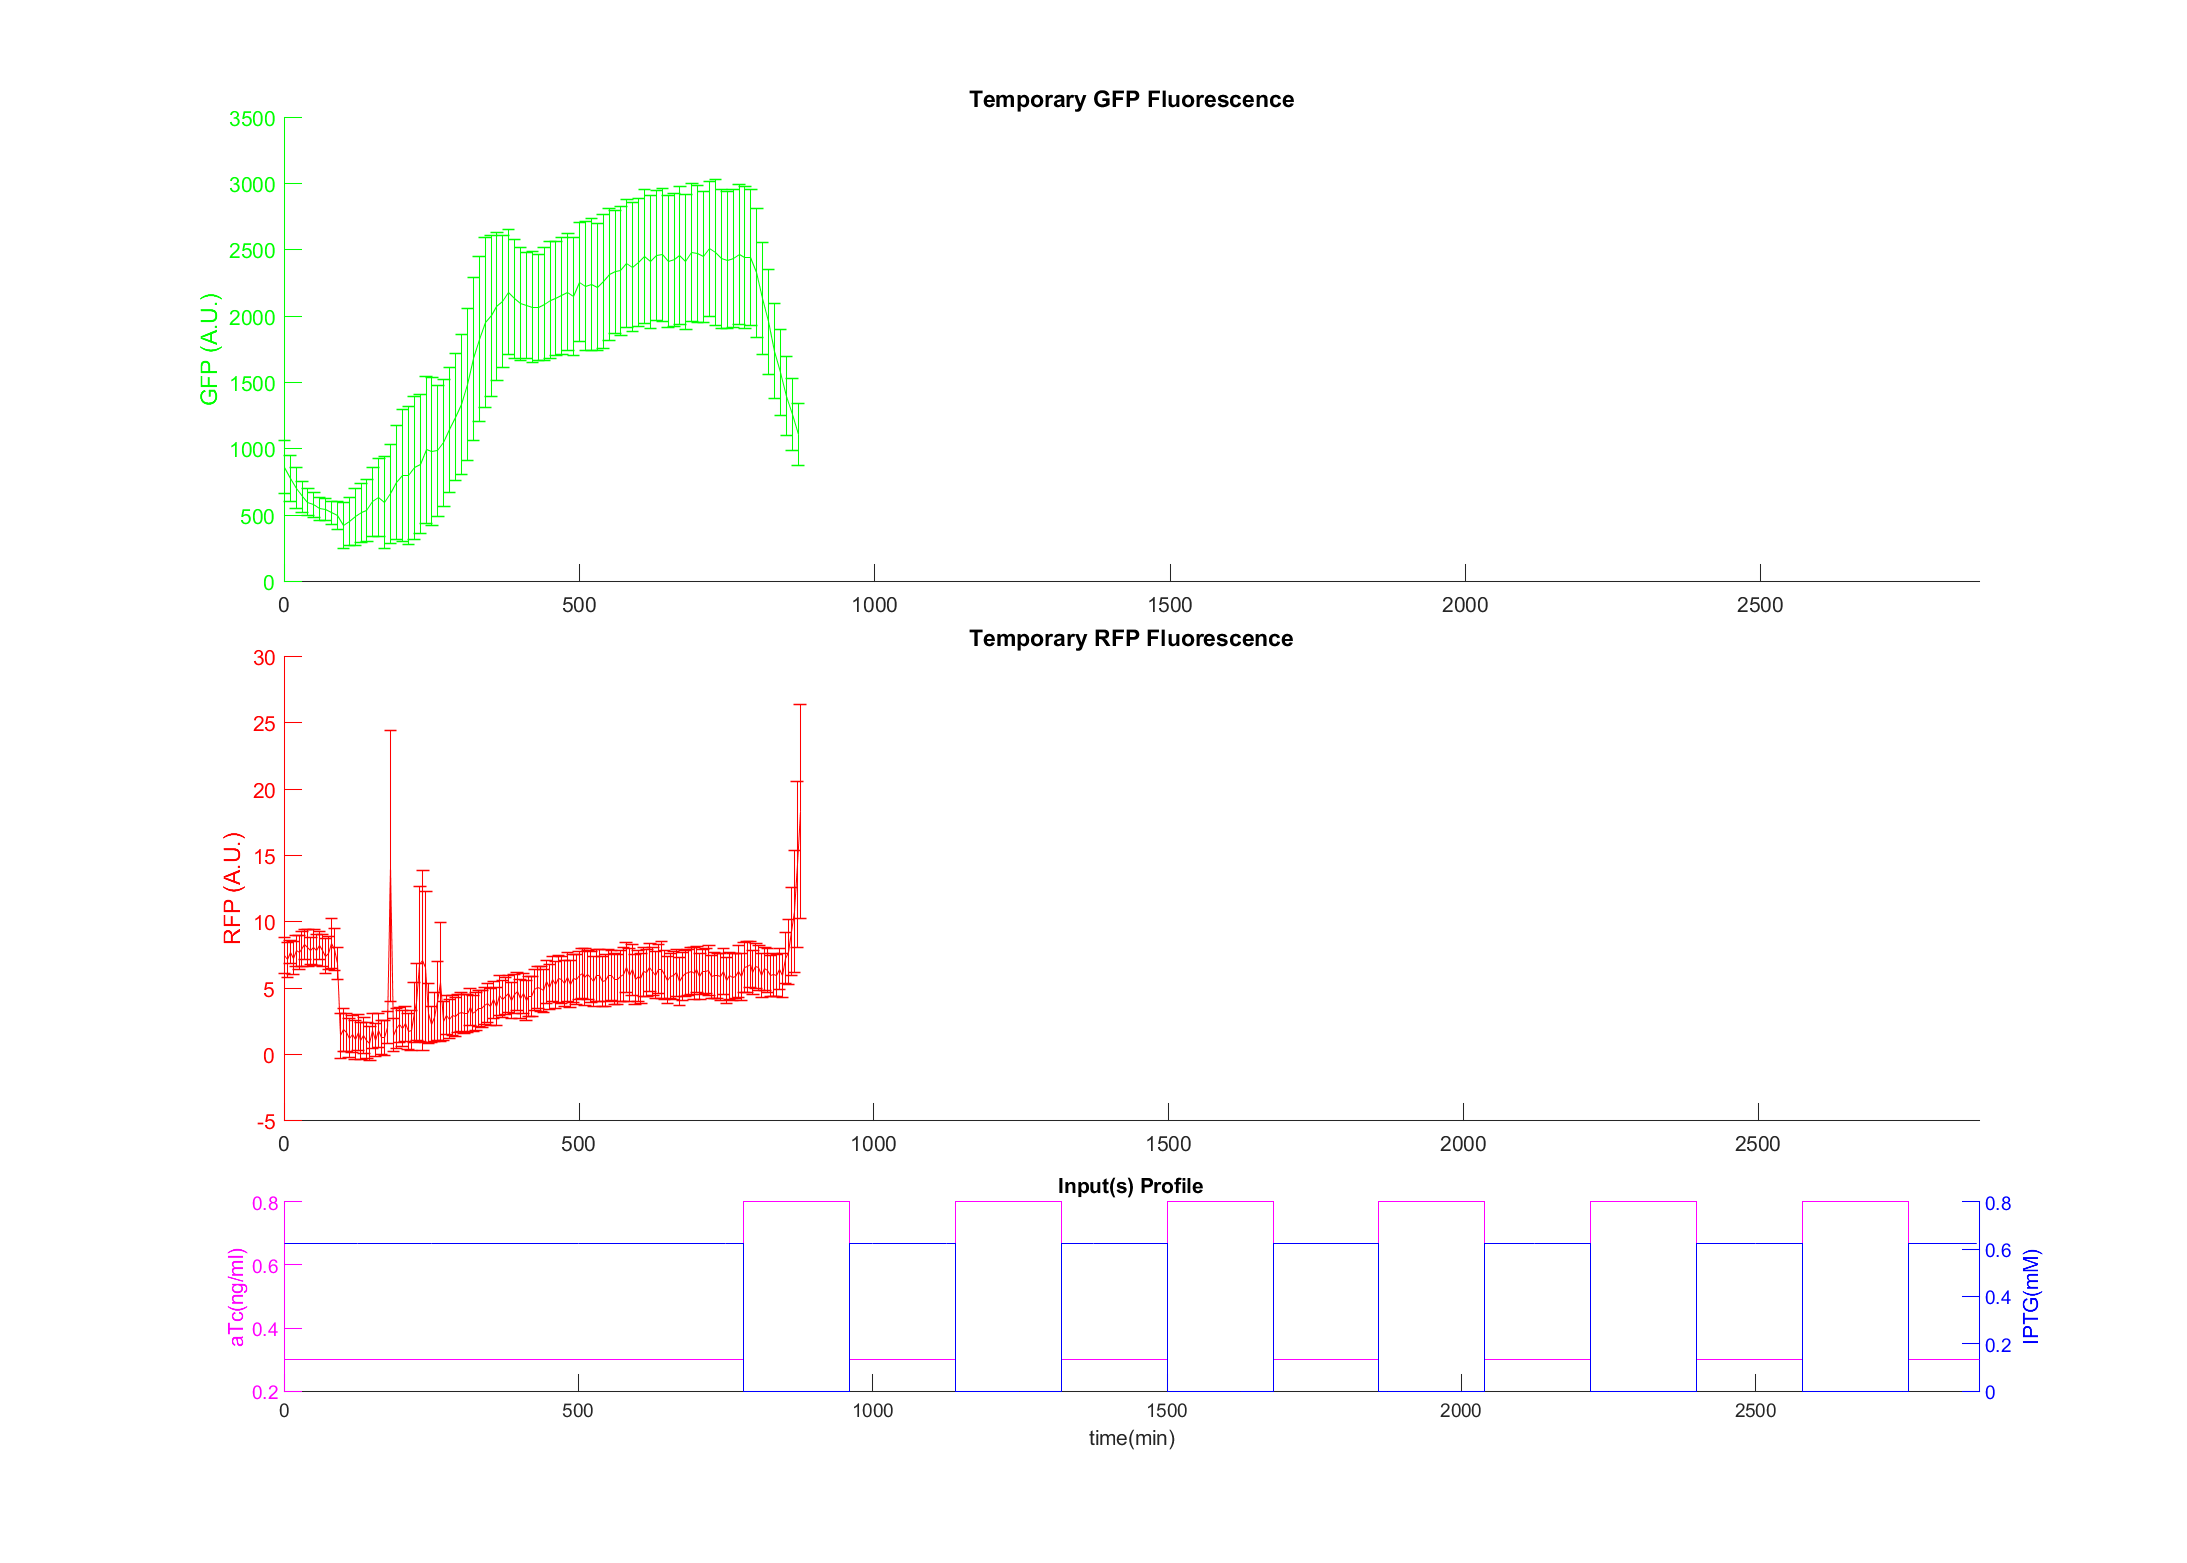 Temporary GFP Fluorescence
3500
3000
2500
2000
1500
1000
500
0
GFP (A.U.)
0 500 1000 1500 2000 2500
Temporary RFP Fluorescence
30
25
20
15
10
5
0
-5
RFP (A.U.)
0 500 1000 1500 2000 2500
Input(s) Profile
0.8
0.6
0.4
0.2
aTc(ng/ml)
0.8
0.6
0.4
0.2
0
IPTG(mM)
0 500 1000 1500 2000 2500
time(min)